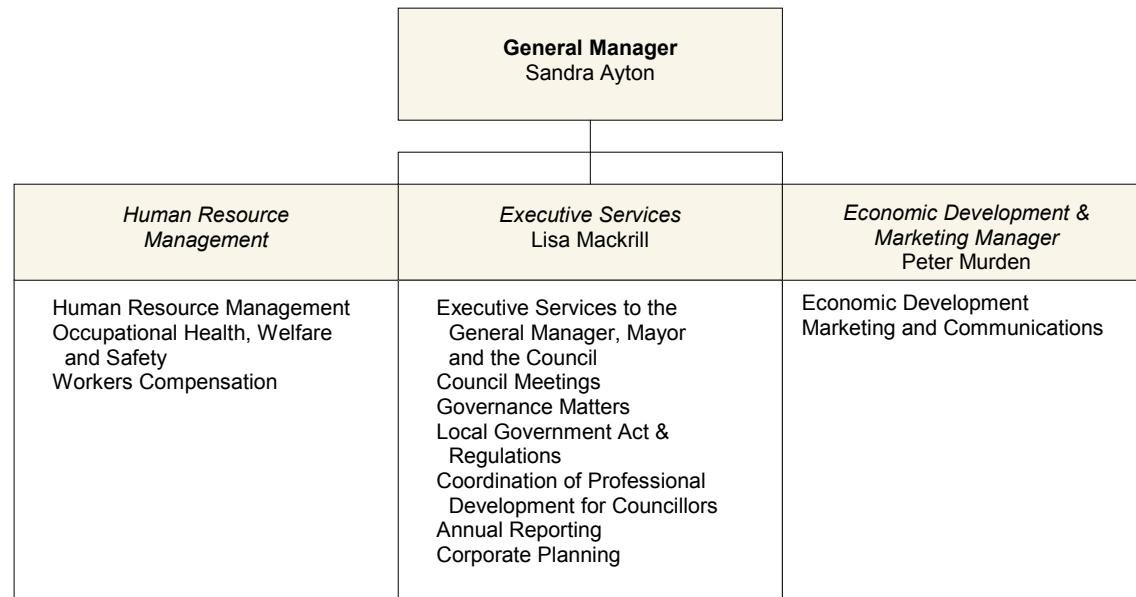 General Manager
Sandra Ayton
Human Resource
Management
Executive Services
Lisa Mackrill
Economic Development &
Marketing Manager
Peter Murden
Human Resource Management
Occupational Health, Welfare
and Safety
Workers Compensation
Executive Services to the
General Manager, Mayor
and the Council
Council Meetings
Governance Matters
Local Government Act &
Regulations
Coordination of Professional
Development for Councillors
Annual Reporting
Corporate Planning
Economic Development
Marketing and Communications